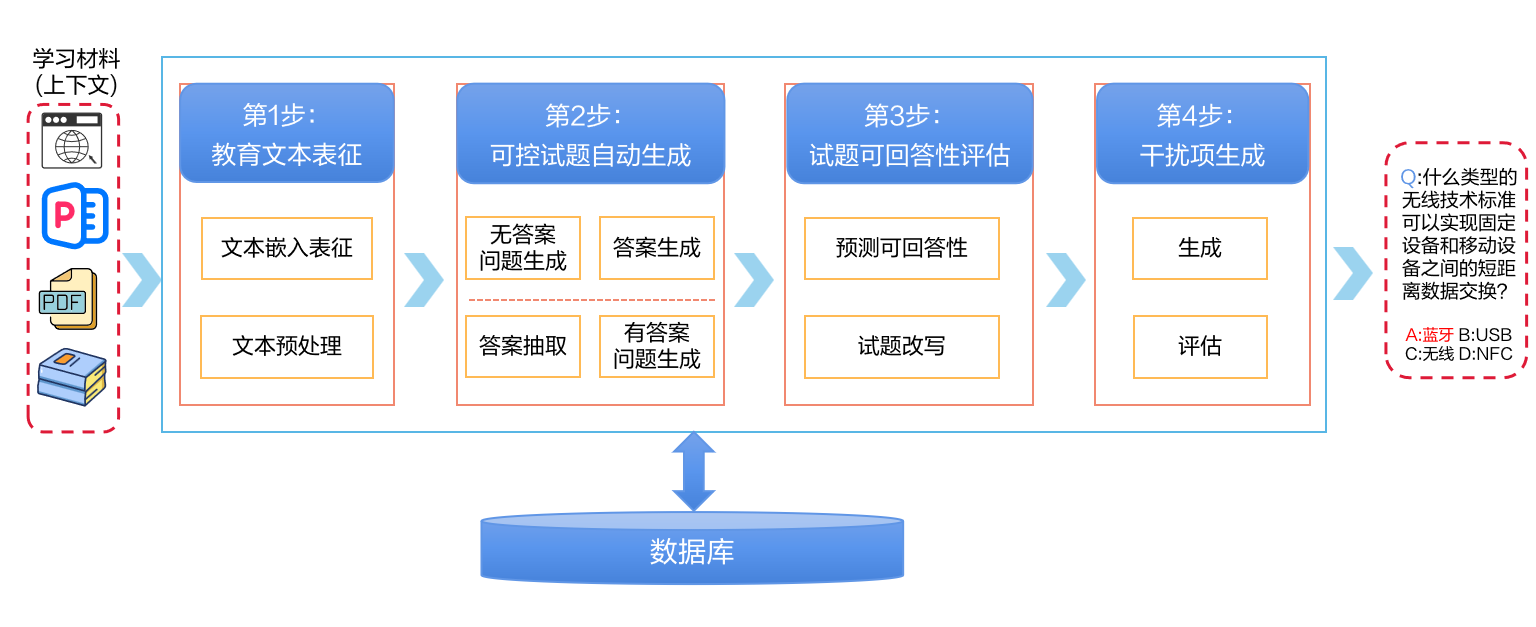 学习材料
(上下文)
P
PDF
第1步：
教育文本表征
文本嵌入表征
文本预处理
第2步：
可控试题自动生成
无答案
问题生成
答案生成
答案抽取
有答案
问题生成
第3步：
试题可回答性评估
预测可回答性
试题改写
第4步：
干扰项生成
生成
评估
Q:什么类型的
无线技术标准
可以实现固定
设备和移动设
备之间的短距
离数据交换?
A:蓝牙 B:USB
C:无线 D:NFC
数据库